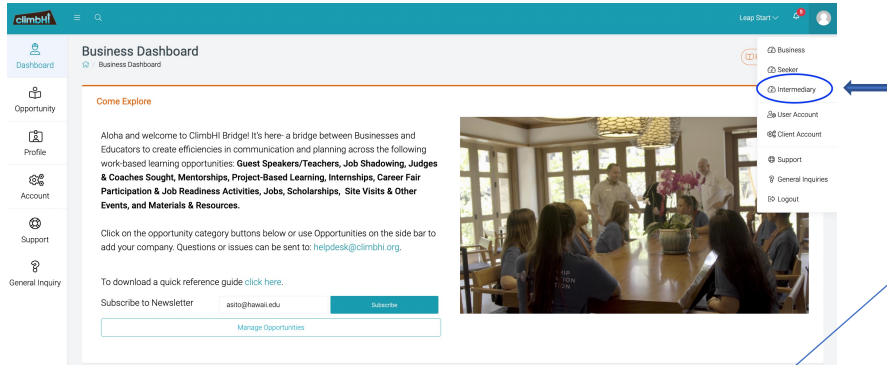 climbHI
Leap Start
Dashboard
Opportunity
Profile
Account
Support
General Inquiry
Business Dashboard
Business Dashboard
Come Explore
Aloha and welcome to ClimbHI Bridge! It's here- a bridge between Businesses and
Educators to create efficiencies in communication and planning across the following
work-based learning opportunities: Guest Speakers/Teachers, Job Shadowing, Judges
& Coaches Sought, Mentorships, Project-Based Learning, Internships, Career Fair
Participation & Job Readiness Activities, Jobs, Scholarships, Site Visits & Other
Events, and Materials & Resources.
Click on the opportunity category buttons below or use Opportunities on the side bar to
add your company. Questions or issues can be sent to: helpdesk@climbhi.org.
To download a quick reference guide click here.
Subscribe to Newsletter
asito@hawaii.edu
Subscribe
Manage Opportunities
Business
Seeker
Intermediary
User Account
Client Account
Support
General Inquiries
Logout